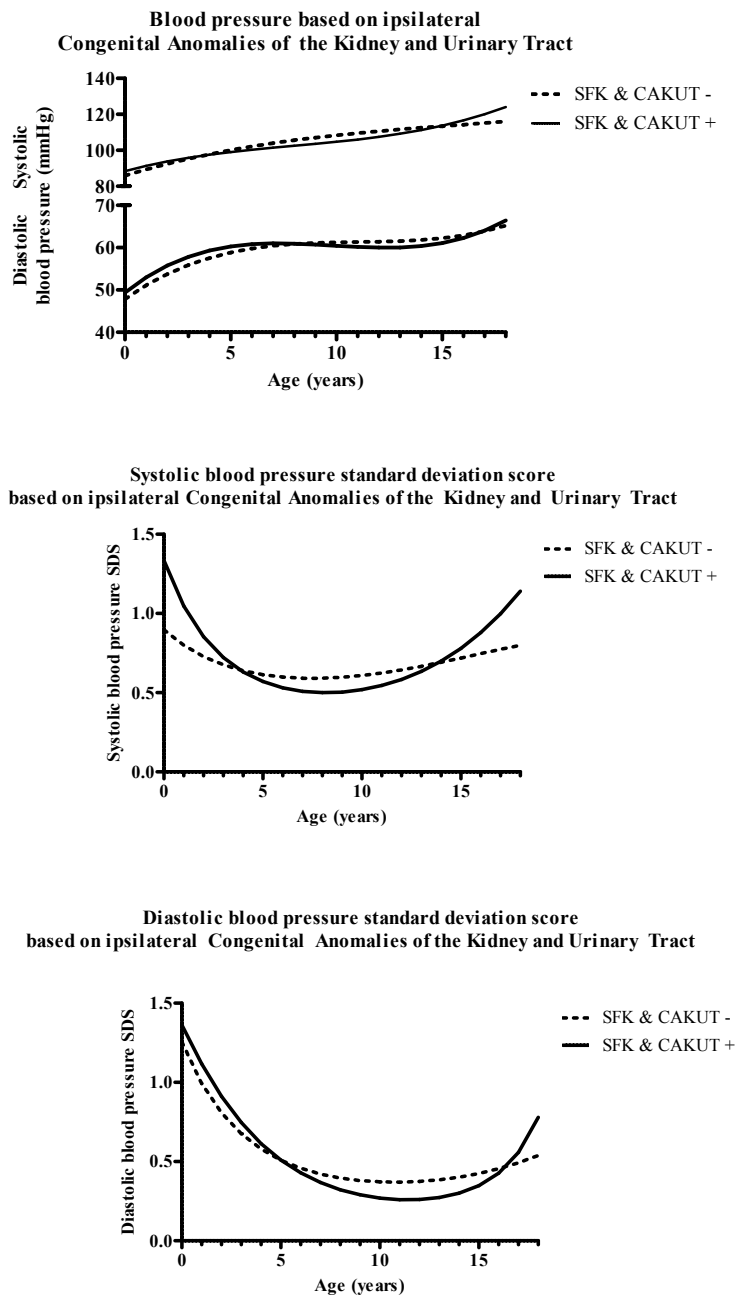 Blood pressure based on ipsilateral
Congenital Anomalies of the Kidney and Urinary Tract
Diastolic Systolic
blood pressure (mmHg)
140
120
100
80
70
60
50
40
0 5 10 15
Age (years)
SFK & CAKUT -
SFK & CAKUT +
Systolic blood pressure standard deviation score
based on ipsilateral Congenital Anomalies of the Kidney and Urinary Tract
Systolic blood pressure SDS
1.5
1.0
0.5
0.0
0 5 10 15
Age (years)
SFK & CAKUT -
SFK & CAKUT +
Diastolic blood pressure standard deviation score
based on ipsilateral Congenital Anomalies of the Kidney and Urinary Tract
Diastolic blood pressure SDS
1.5
1.0
0.5
0.0
0 5 10 15
Age (years)
SFK & CAKUT -
SFK & CAKUT +